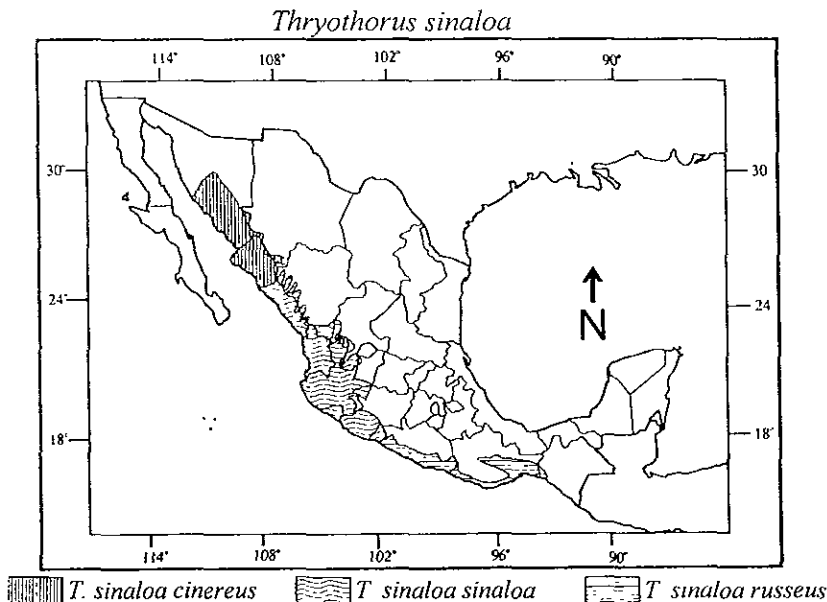 Thryothorus sinaloa
114° 108° 102° 96° 90°
30° 30
24° 24
N
18' 18'
114° 108° 102° 96° 90°
T. sinaloa cinereus T sinaloa sinaloa T sinaloa russeus